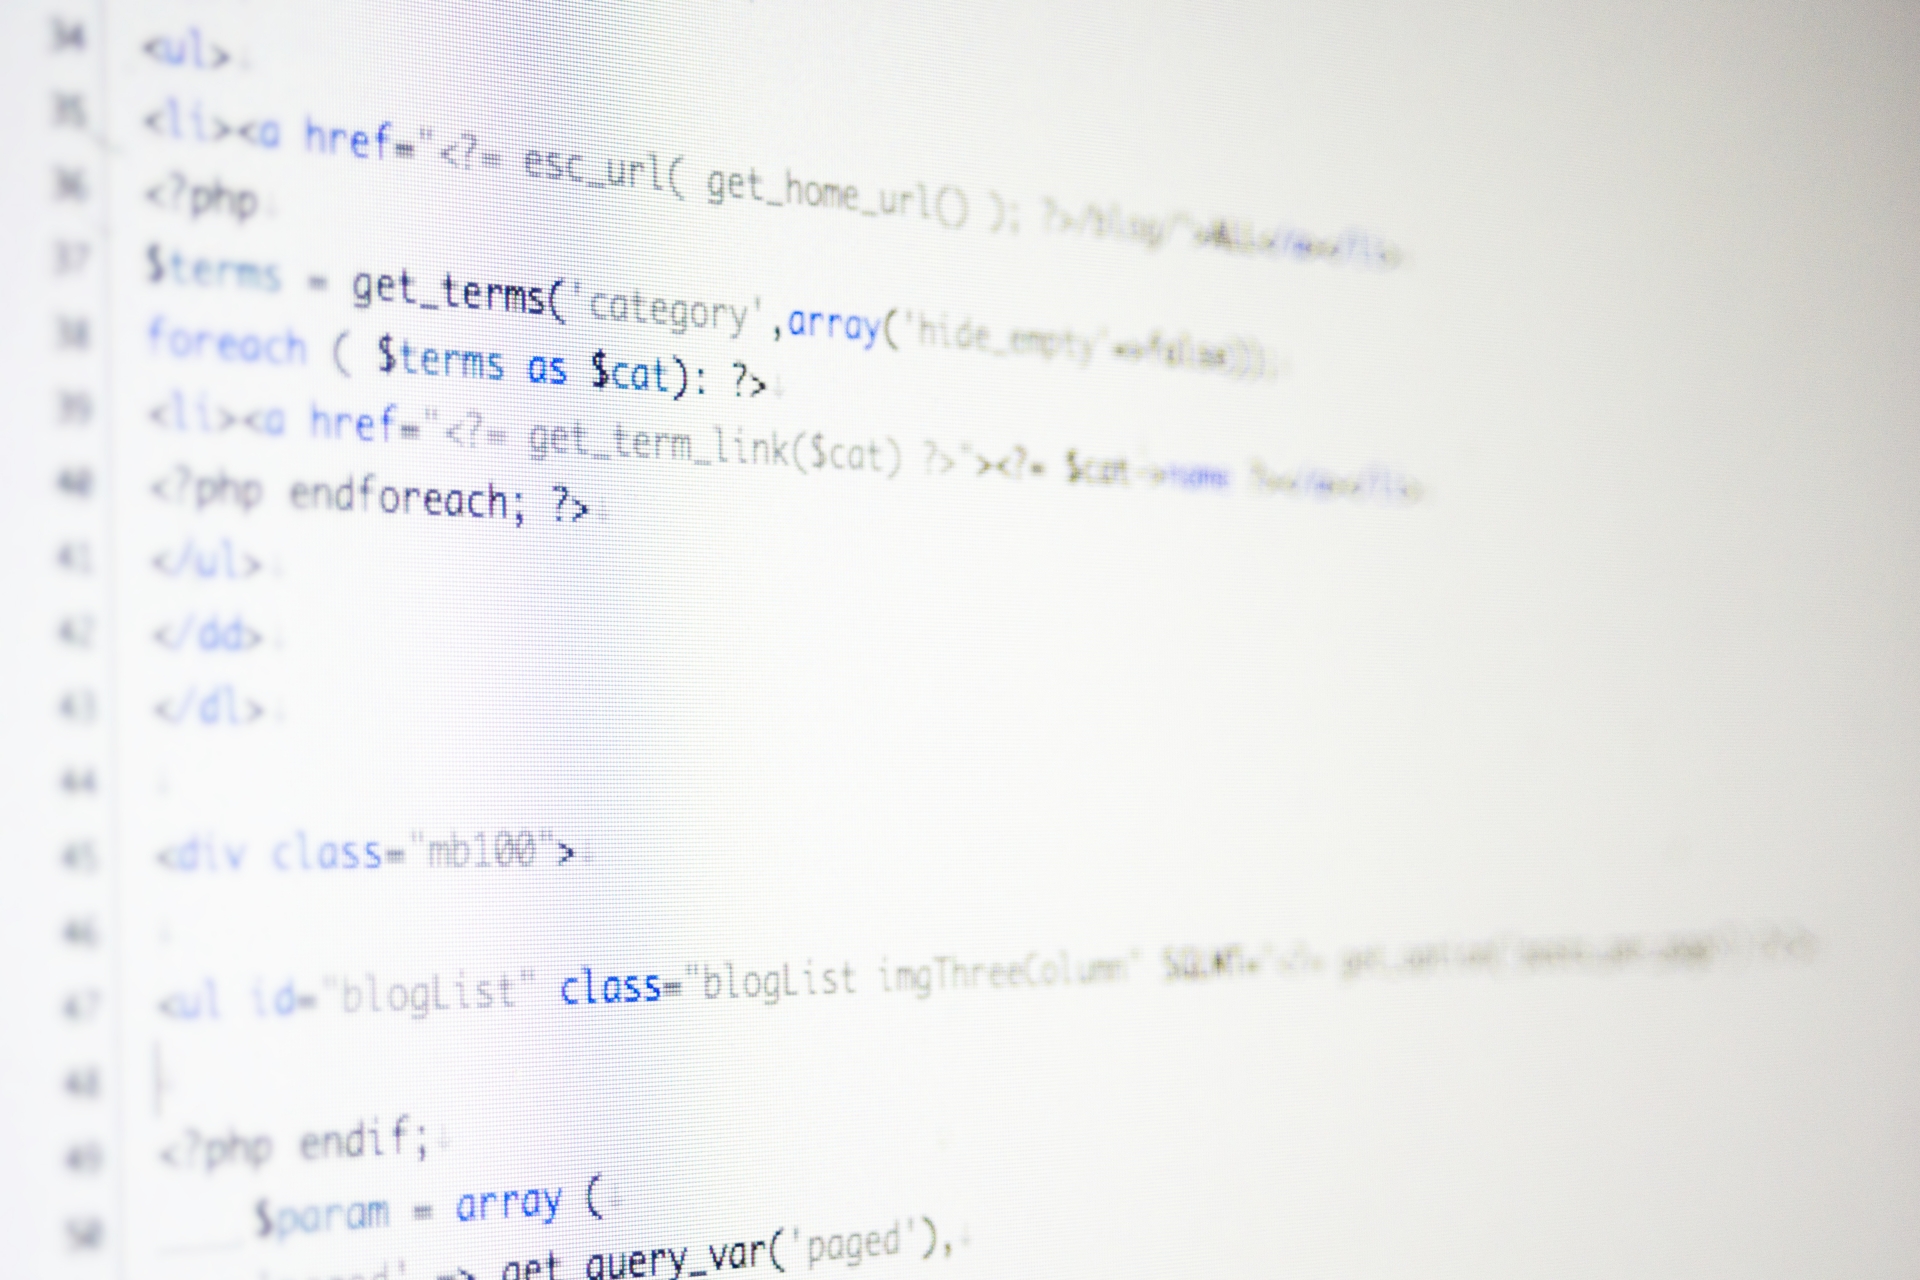 34 <ul>
35 <li><a href="<?= esc_url( get_home_url() ); ?>/blog/">All</a></li>
36 <?php
37 $terms = get_terms('category',array('hide_empty'=>false));
38 foreach ( $terms as $cat): ?>
39 <li><a href="<?= get_term_link($cat) ?>"><?= $cat->name ?></a></li>
40 <?php endforeach; ?>
41 </ul>
42 </dd>
43 </dl>
44
45 <div class="mb100">
46
47 <ul id="blogList" class="blogList imgThreeColumn"
48
49 <?php endif;
50 $param = array (
=> get_query_var('paged'),